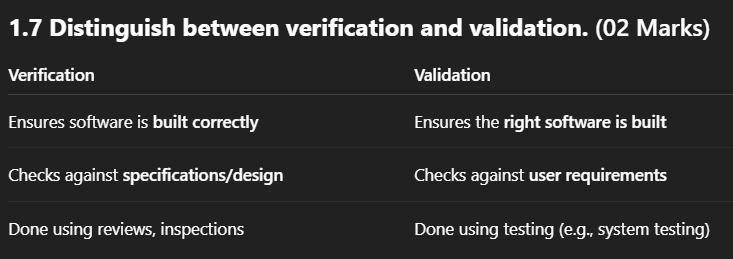 1.7 Distinguish between verification and validation. (02 Marks)
Verification Validation
Ensures software is built correctly Ensures the right software is built
Checks against specifications/design Checks against user requirements
Done using reviews, inspections Done using testing (e.g., system testing)